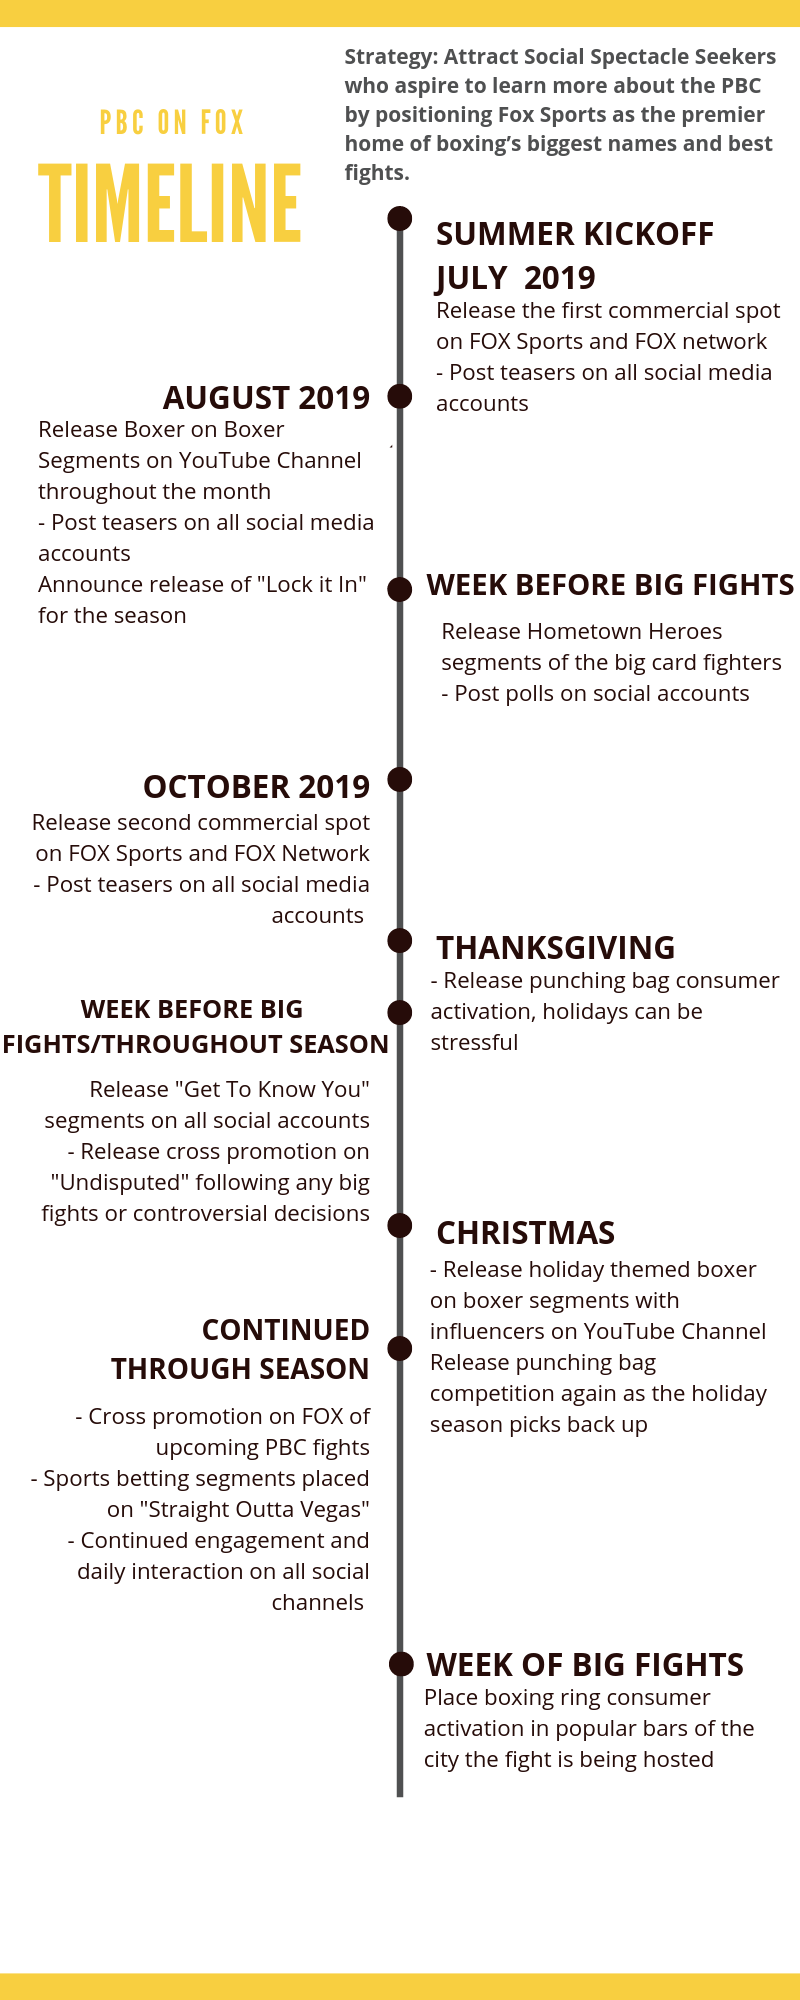 PBC ON FOX
TIMELINE
Strategy: Attract Social Spectacle Seekers
who aspire to learn more about the PBC
by positioning Fox Sports as the premier
home of boxing’s biggest names and best
fights.
SUMMER KICKOFF
JULY 2019
Release the first commercial spot
on FOX Sports and FOX network
- Post teasers on all social media
accounts
AUGUST 2019
Release Boxer on Boxer
Segments on YouTube Channel
throughout the month
- Post teasers on all social media
accounts
Announce release of "Lock it In"
for the season
WEEK BEFORE BIG FIGHTS
Release Hometown Heroes
segments of the big card fighters
- Post polls on social accounts
OCTOBER 2019
Release second commercial spot
on FOX Sports and FOX Network
- Post teasers on all social media
accounts
THANKSGIVING
- Release punching bag consumer
activation, holidays can be
stressful
WEEK BEFORE BIG
FIGHTS/THROUGHOUT SEASON
Release "Get To Know You"
segments on all social accounts
- Release cross promotion on
"Undisputed" following any big
fights or controversial decisions
CHRISTMAS
- Release holiday themed boxer
on boxer segments with
influencers on YouTube Channel
Release punching bag
competition again as the holiday
season picks back up
CONTINUED
THROUGH SEASON
- Cross promotion on FOX of
upcoming PBC fights
- Sports betting segments placed
on "Straight Outta Vegas"
- Continued engagement and
daily interaction on all social
channels
WEEK OF BIG FIGHTS
Place boxing ring consumer
activation in popular bars of the
city the fight is being hosted